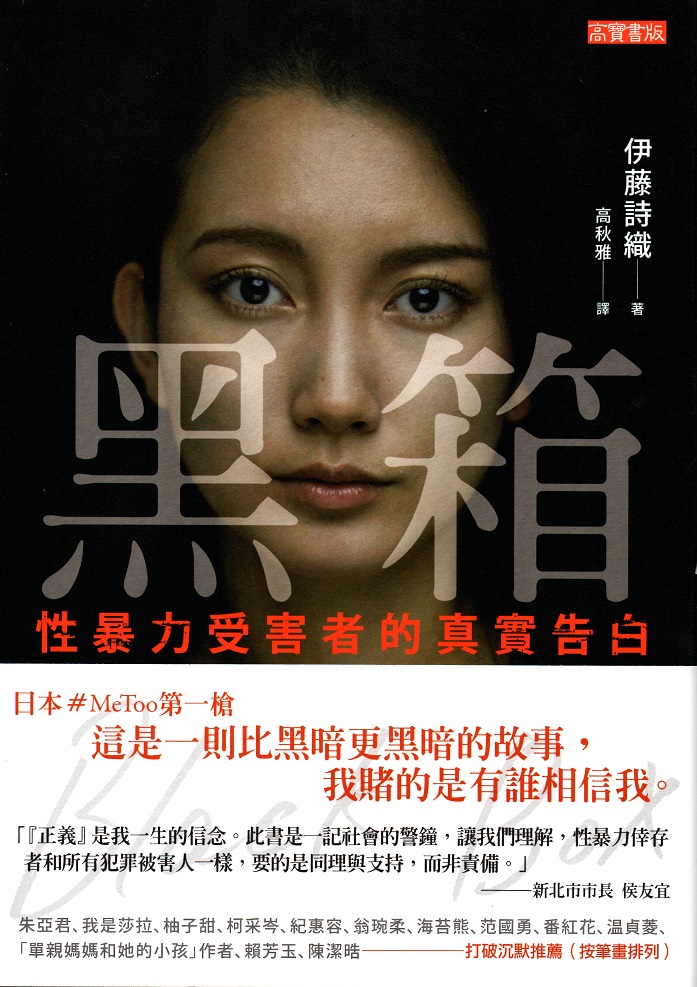 高寶書版
伊藤詩織——著
高秋雅——譯
黑箱
性暴力受害者的真實告白
日本#MeToo第一槍
這是一則比黑暗更黑暗的故事，
我賭的是有誰相信我。
Black Box
「『正義』是我一生的信念。此書是一記社會的警鐘，讓我們理解，性暴力倖存
者和所有犯罪被害人一樣，要的是同理與支持，而非責備。」
———新北市市長 侯友宜
朱亞君、我是莎拉、柚子甜、柯采岑、紀惠容、翁琬柔、海苔熊、范國勇、番紅花、温貞菱、
「單親媽媽和她的小孩」作者、賴芳玉、陳潔晧————打破沉默推薦（按筆畫排列）